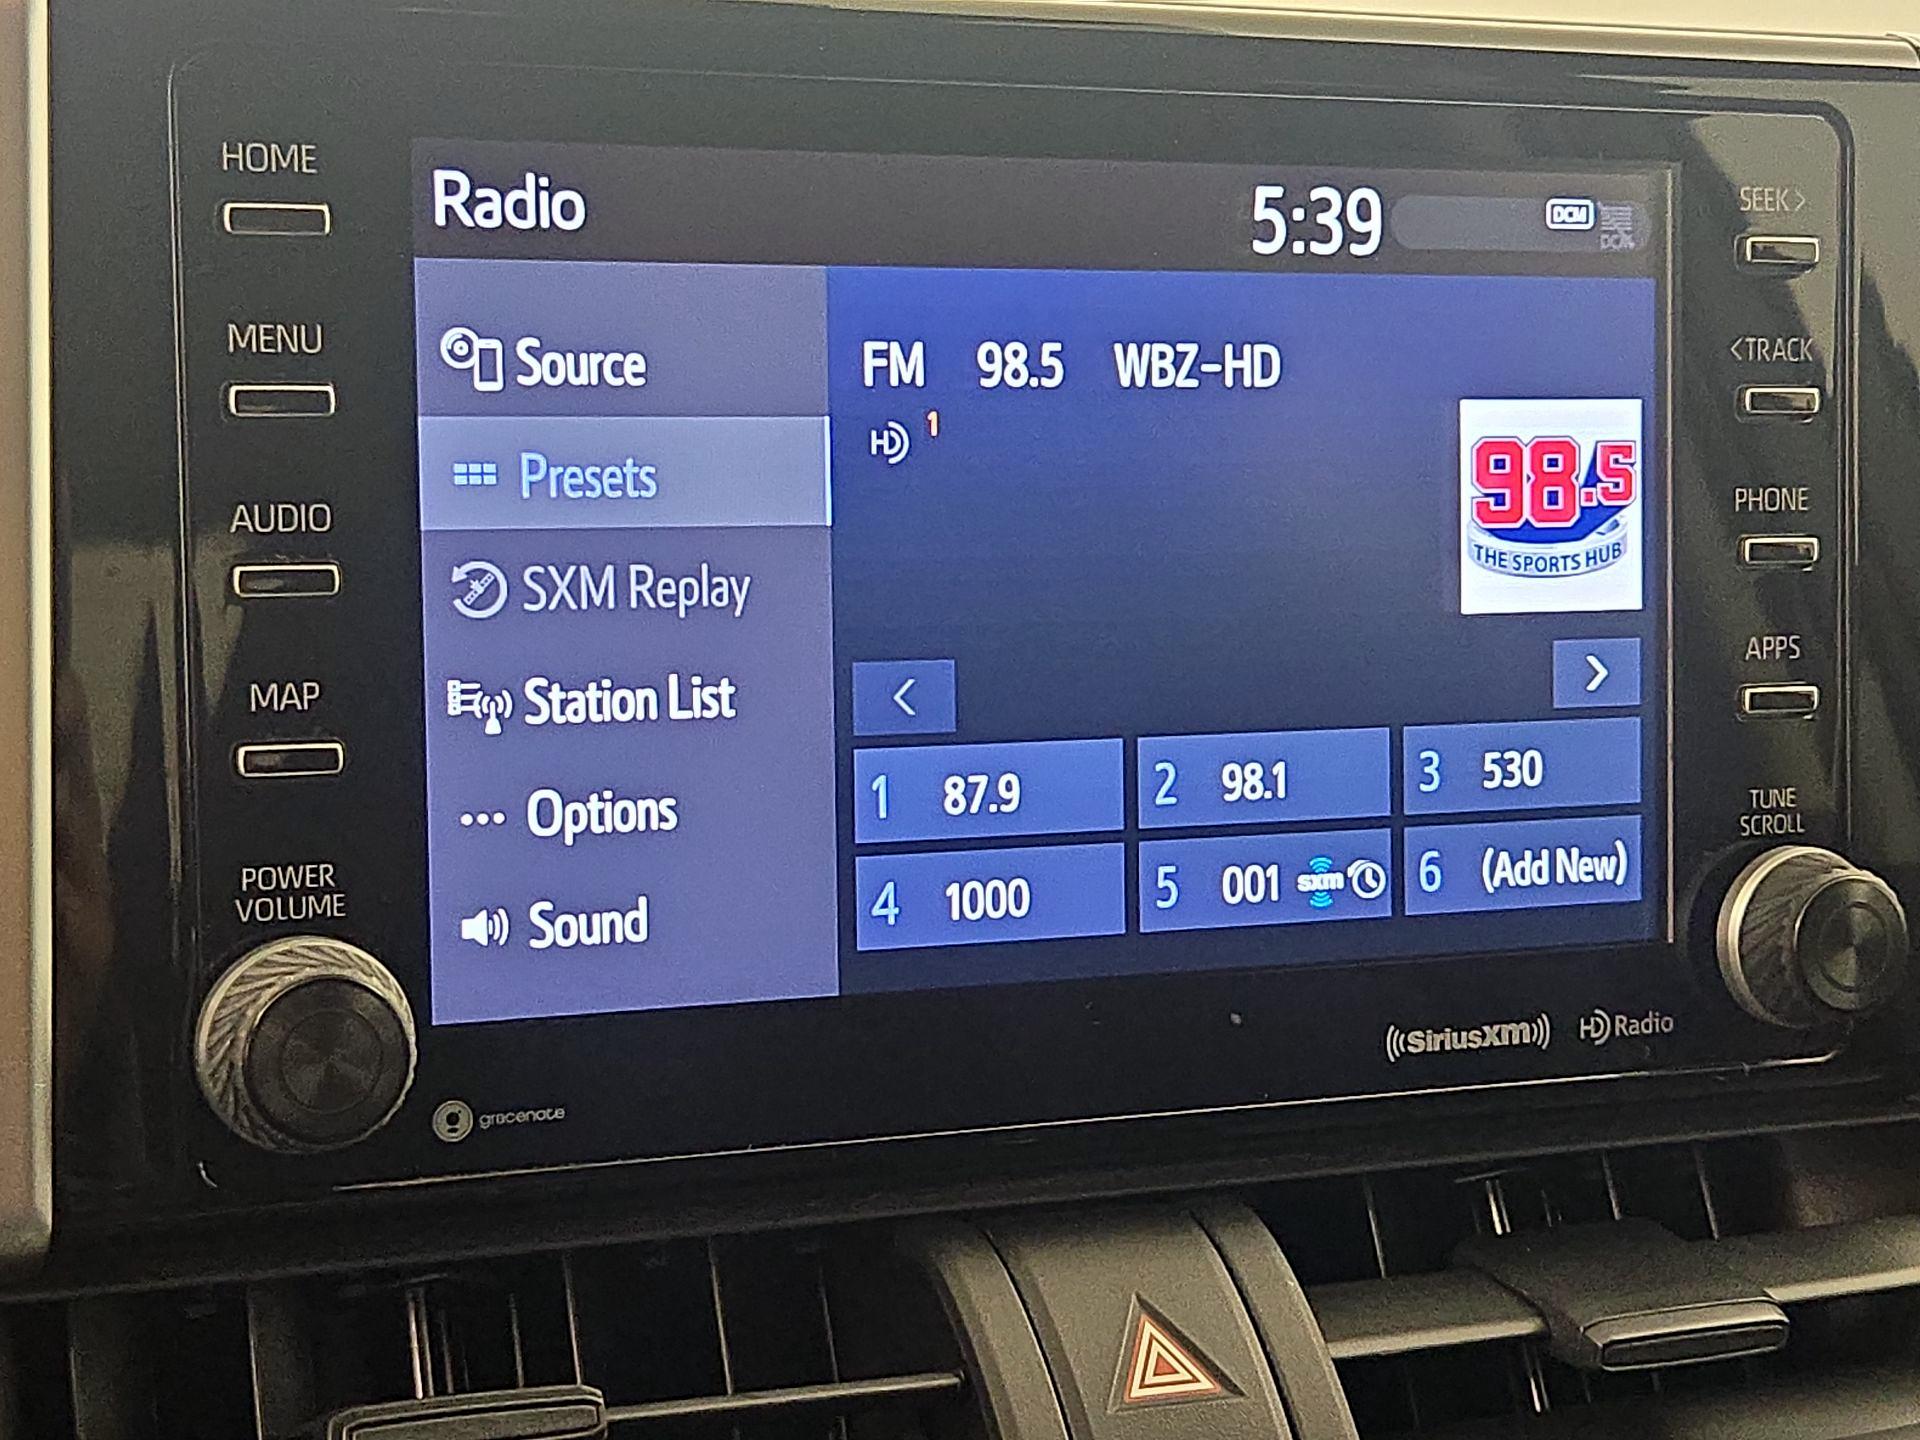 HOME
MENU
AUDIO
MAP
POWER
VOLUME
Radio
5:39
DCM
DCM
Source
Presets
SXM Replay
Station List
Options
Sound
FM 98.5 WBZ-HD
HD 1
98.5
THE SPORTS HUB
<
>
1 87.9
2 98.1
3 530
4 1000
5 001 sxm
6 (Add New)
SEEK >
< TRACK
PHONE
APPS
TUNE
SCROLL
gracenote
((SiriusXM))
HD Radio